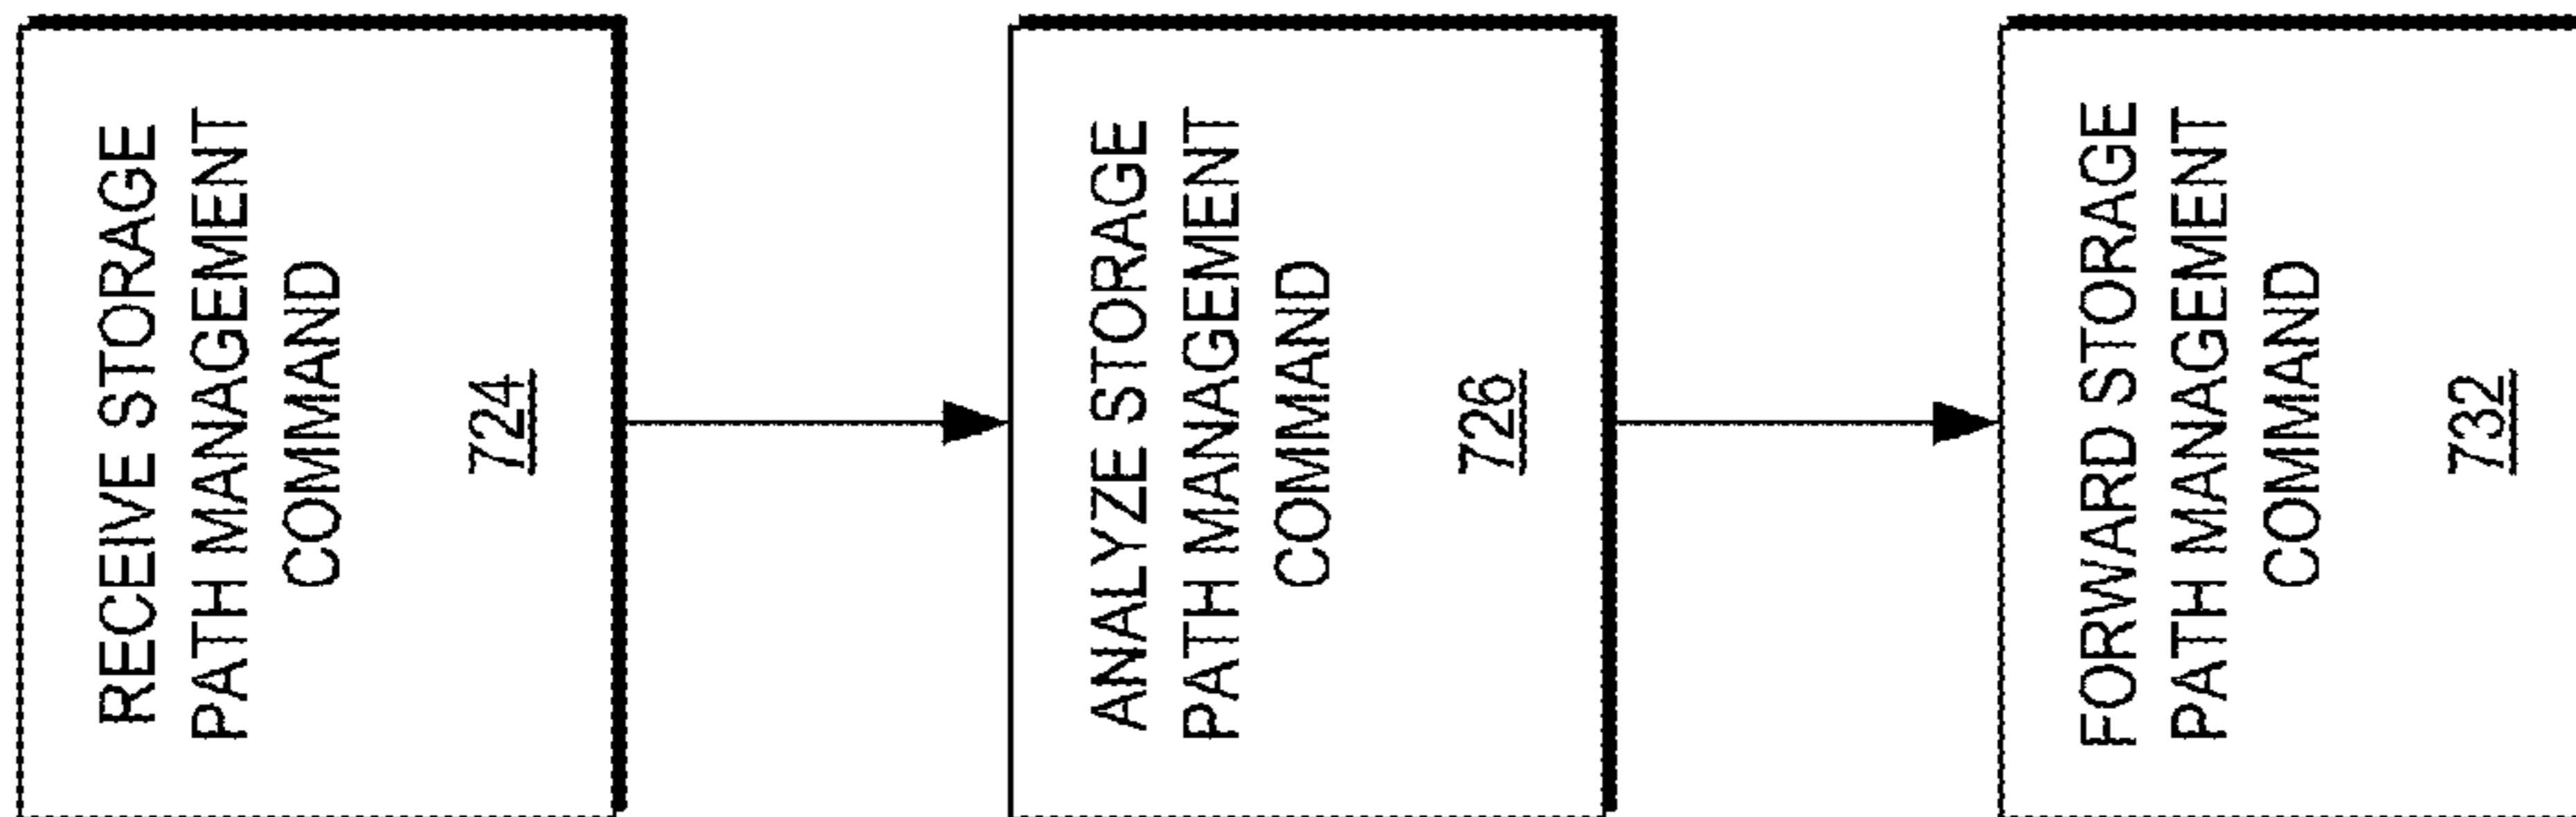 RECEIVE STORAGE
PATH MANAGEMENT
COMMAND
724
ANALYZE STORAGE
PATH MANAGEMENT
COMMAND
726
FORWARD STORAGE
PATH MANAGEMENT
COMMAND
732